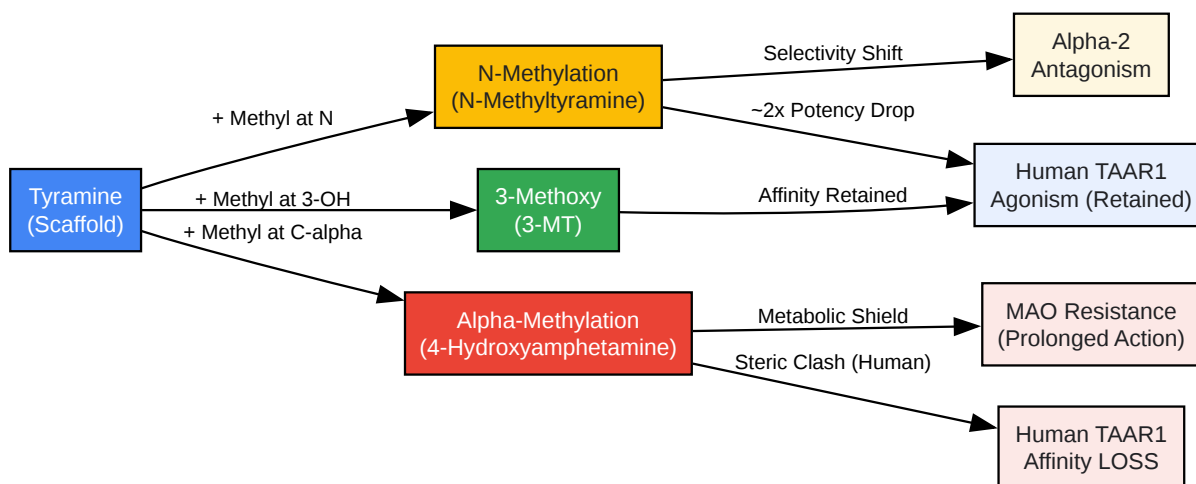 Tyramine
(Scaffold)
+ Methyl at N
+ Methyl at 3-OH
+ Methyl at C-alpha
N-Methylation
(N-Methyltyramine)
3-Methoxy
(3-MT)
Alpha-Methylation
(4-Hydroxyamphetamine)
Selectivity Shift
~2x Potency Drop
Affinity Retained
Metabolic Shield
Steric Clash (Human)
Alpha-2
Antagonism
Human TAAR1
Agonism (Retained)
MAO Resistance
(Prolonged Action)
Human TAAR1
Affinity LOSS